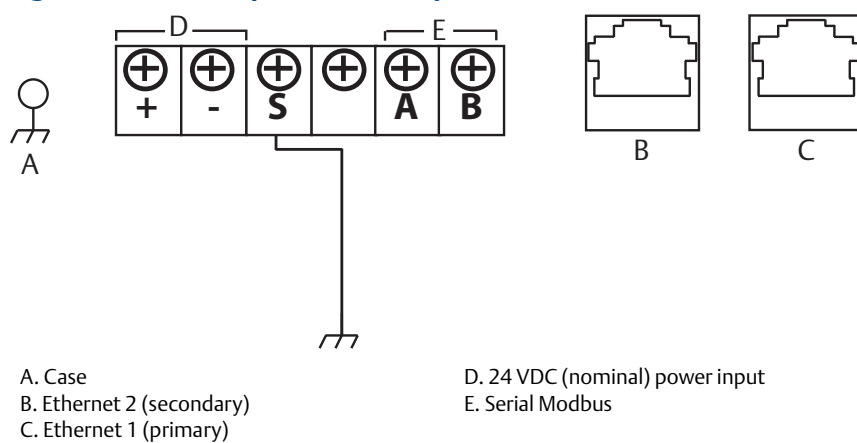 D
E
+ - S A B
A
B
C
A. Case
B. Ethernet 2 (secondary)
C. Ethernet 1 (primary)
D. 24 VDC (nominal) power input
E. Serial Modbus